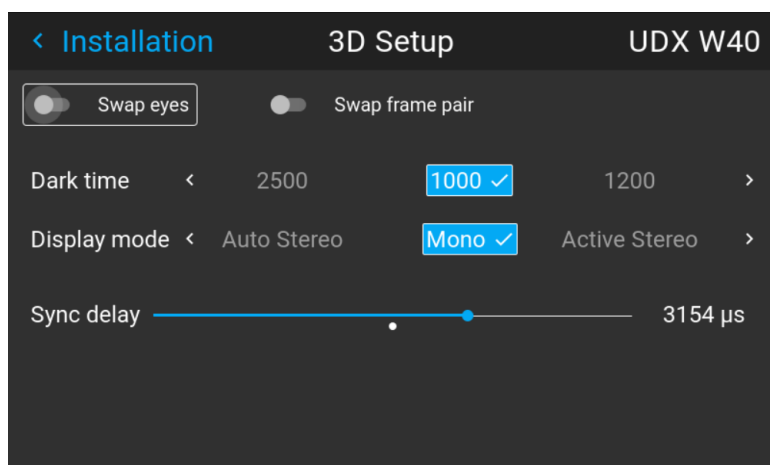 Installation 3D Setup UDX W40
Swap eyes Swap frame pair
Dark time 2500 1000 1200
Display mode Auto Stereo Mono Active Stereo
Sync delay 3154 µs